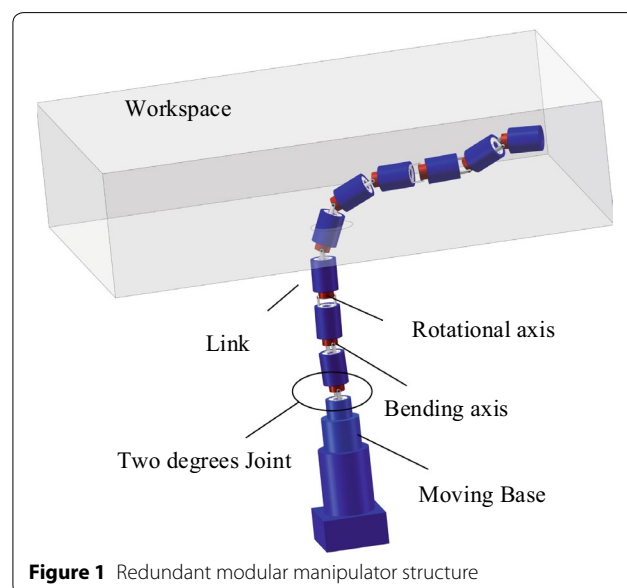 Workspace
Link
Rotational axis
Bending axis
Two degrees Joint
Moving Base
Figure 1 Redundant modular manipulator structure